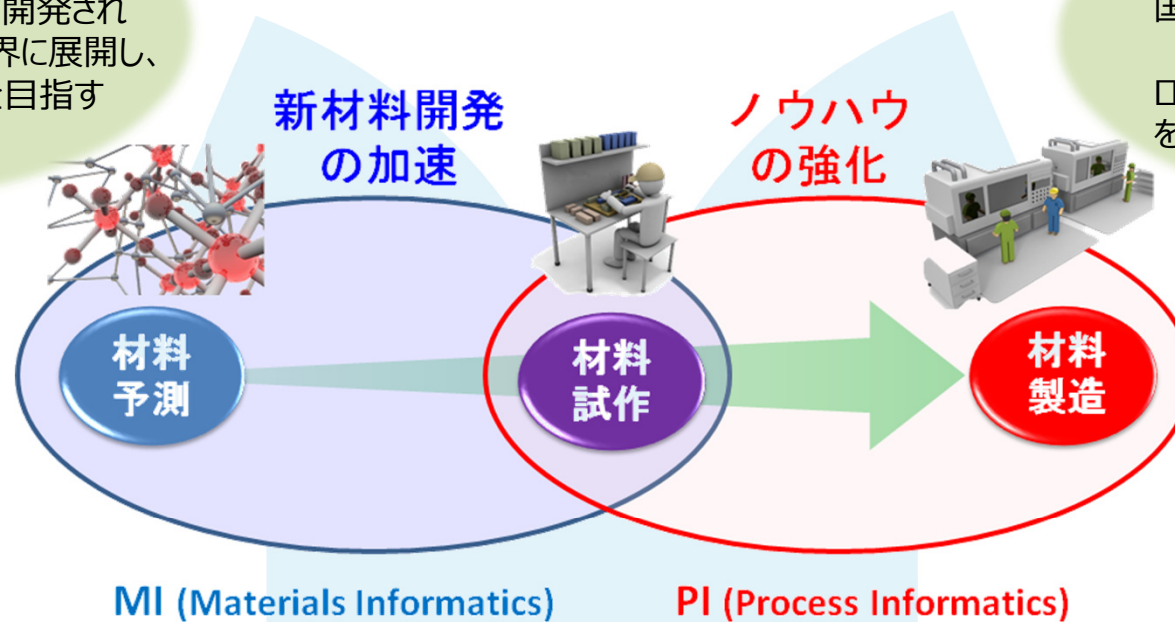 開発され
界に展開し、
を目指す
ロ
を
新材料開発
の加速
ノウハウ
の強化
材料
予測
材料
試作
材料
製造
MI (Materials Informatics)
PI (Process Informatics)